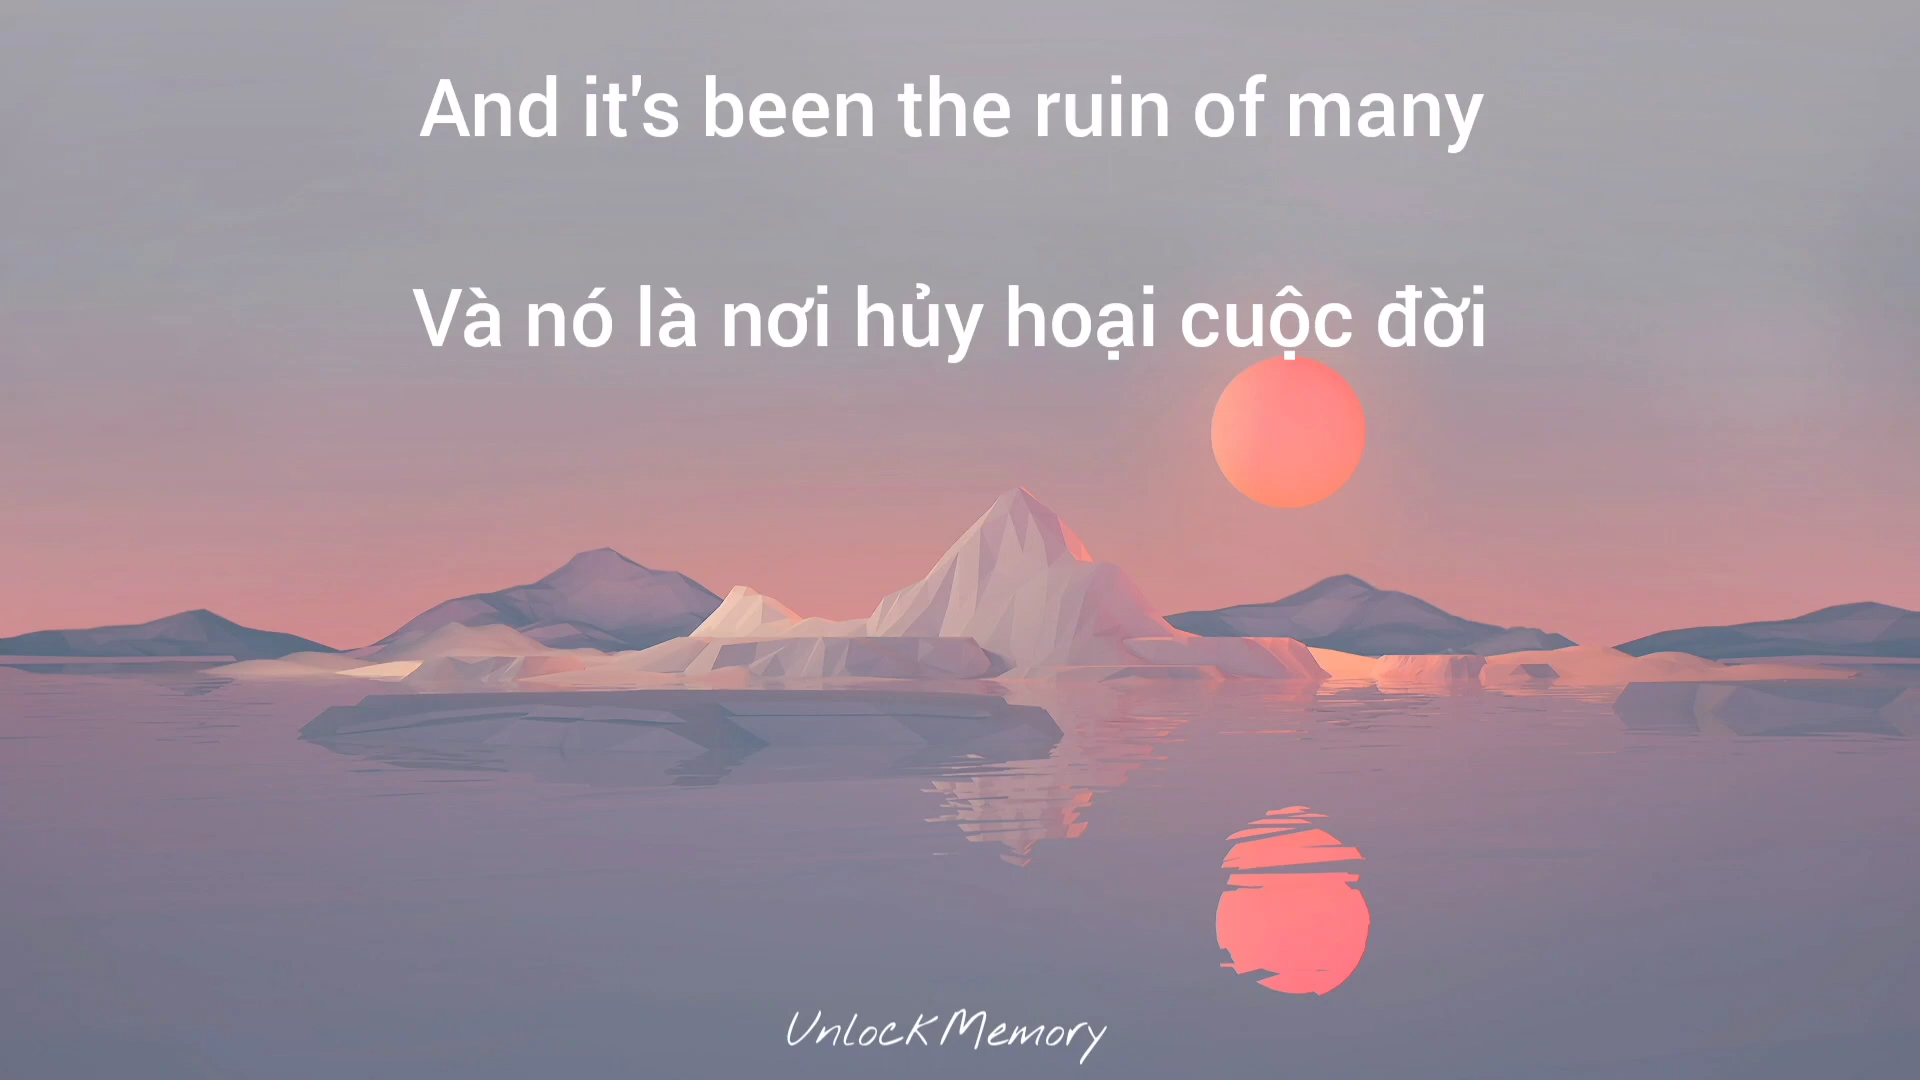 And it's been the ruin of many
Và nó là nơi hủy hoại cuộc đời
UnlockMemory